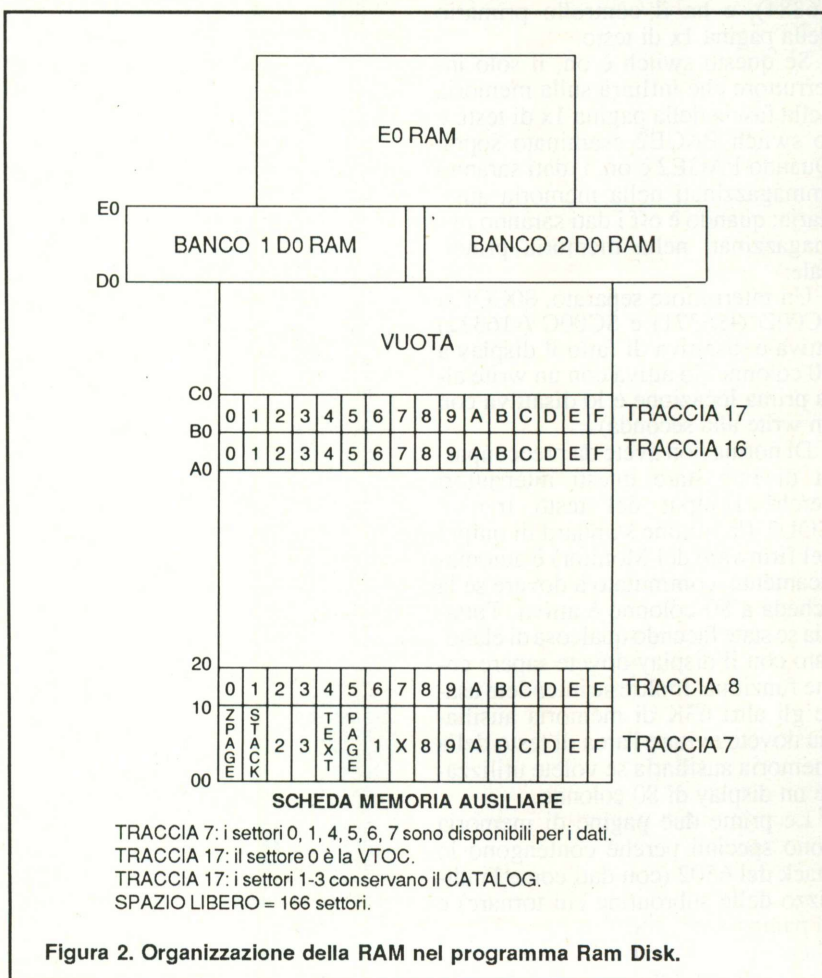 E0 RAM
E0
BANCO 1 D0 RAM
BANCO 2 D0 RAM
D0
VUOTA
C0
0 1 2 3 4 5 6 7 8 9 A B C D E F TRACCIA 17
B0
0 1 2 3 4 5 6 7 8 9 A B C D E F TRACCIA 16
A0
20
0 1 2 3 4 5 6 7 8 9 A B C D E F TRACCIA 8
10
ZPAGE STACK 2 3 TEXT PAGE 1 X 8 9 A B C D E F TRACCIA 7
00
SCHEDA MEMORIA AUSILIARE
TRACCIA 7: i settori 0, 1, 4, 5, 6, 7 sono disponibili per i dati.
TRACCIA 17: il settore 0 è la VTOC.
TRACCIA 17: i settori 1-3 conservano il CATALOG.
SPAZIO LIBERO = 166 settori.
Figura 2. Organizzazione della RAM nel programma Ram Disk.